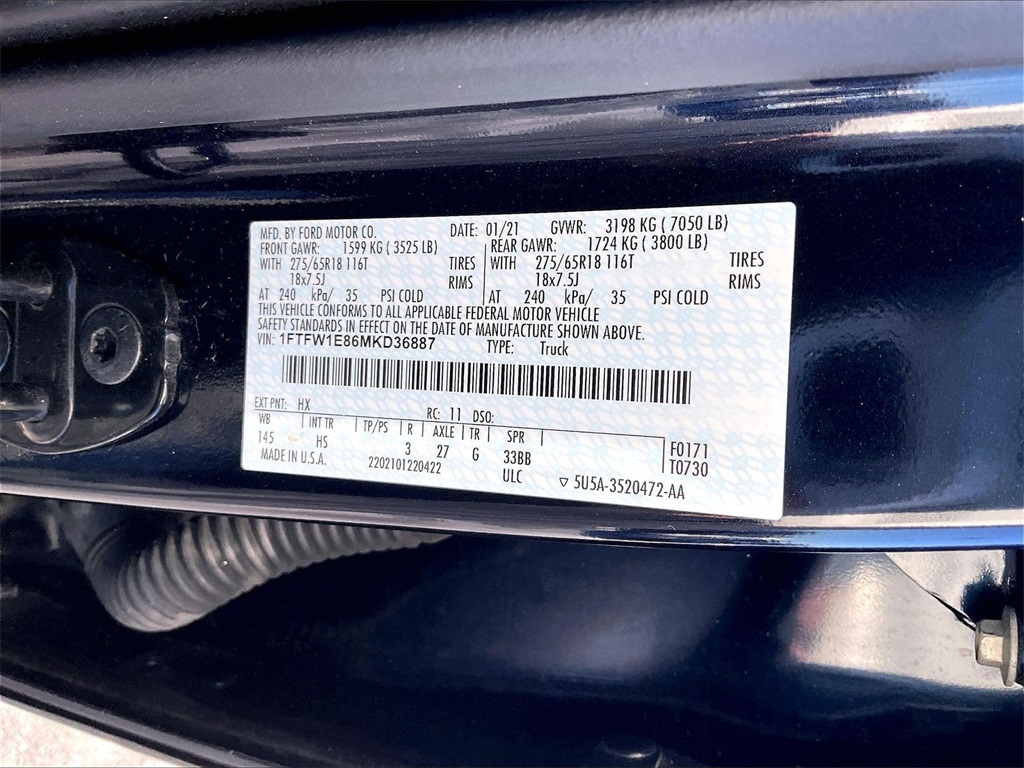 MFD. BY FORD MOTOR CO. DATE: 01/21 GVWR: 3198 KG ( 7050 LB)
FRONT GAWR: 1599 KG ( 3525 LB) REAR GAWR: 1724 KG ( 3800 LB)
WITH 275/65R18 116T TIRES WITH 275/65R18 116T TIRES
18x7.5J RIMS 18x7.5J RIMS
AT 240 kPa/ 35 PSI COLD AT 240 kPa/ 35 PSI COLD
THIS VEHICLE CONFORMS TO ALL APPLICABLE FEDERAL MOTOR VEHICLE
SAFETY STANDARDS IN EFFECT ON THE DATE OF MANUFACTURE SHOWN ABOVE.
VIN: 1FTFW1E86MKD36887 TYPE: Truck
EXT PNT: HX RC: 11 DSO:
WB INT TR TP/PS R AXLE TR SPR F0171
145 HS 3 27 G 33BB T0730
MADE IN U.S.A. 2202101220422 ULC ▽ 5U5A-3520472-AA